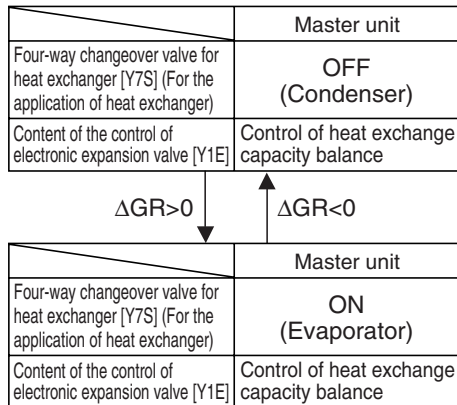 Master unit
Four-way changeover valve for
heat exchanger [Y7S] (For the
application of heat exchanger)
OFF
(Condenser)
Content of the control of
electronic expansion valve [Y1E]
Control of heat exchange
capacity balance
ΔGR>0
ΔGR<0
Master unit
Four-way changeover valve for
heat exchanger [Y7S] (For the
application of heat exchanger)
ON
(Evaporator)
Content of the control of
electronic expansion valve [Y1E]
Control of heat exchange
capacity balance